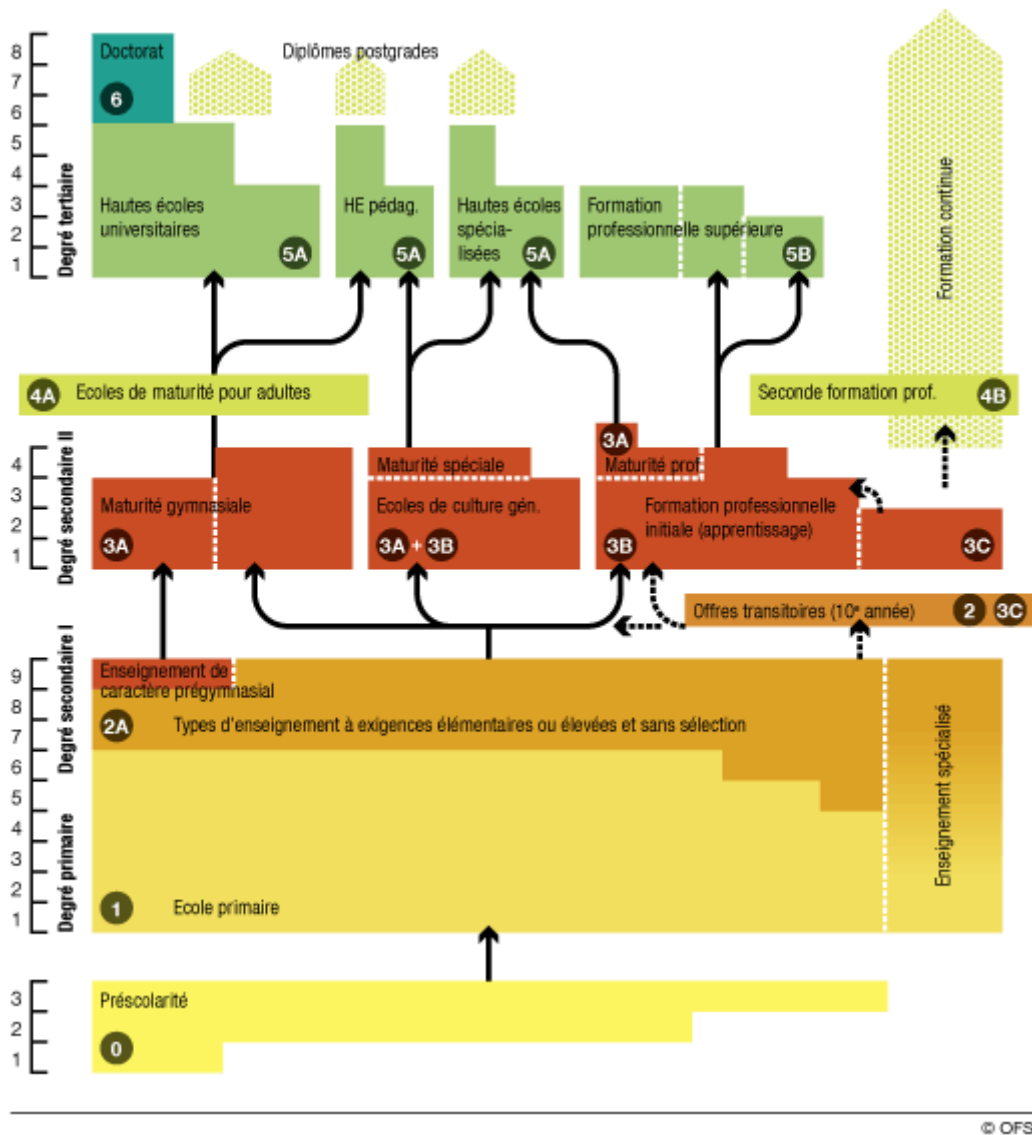 8
7
6
5
4
3
2
1
Degré tertiaire
Doctorat
6
Diplômes postgrades
Hautes écoles
universitaires
5A
HE pédag.
5A
Hautes écoles
spécia-
lisées
5A
Formation
professionnelle supérieure
5B
Formation continue
4A Ecoles de maturité pour adultes
Seconde formation prof. 4B
4
3
2
1
Degré secondaire II
Maturité gymnasiale
3A
Maturité spéciale
Ecoles de culture gén.
3A + 3B
3A
Maturité prof
Formation professionnelle
initiale (apprentissage)
3B
3C
Offres transitoires (10e année) 2 3C
9
8
7
6
5
4
3
2
1
Degré secondaire I
Degré primaire
Enseignement de
caractère prégymnasial
2A Types d'enseignement à exigences élémentaires ou élevées et sans sélection
Enseignement spécialisé
1 Ecole primaire
3
2
1
Préscolarité
0
© OFS